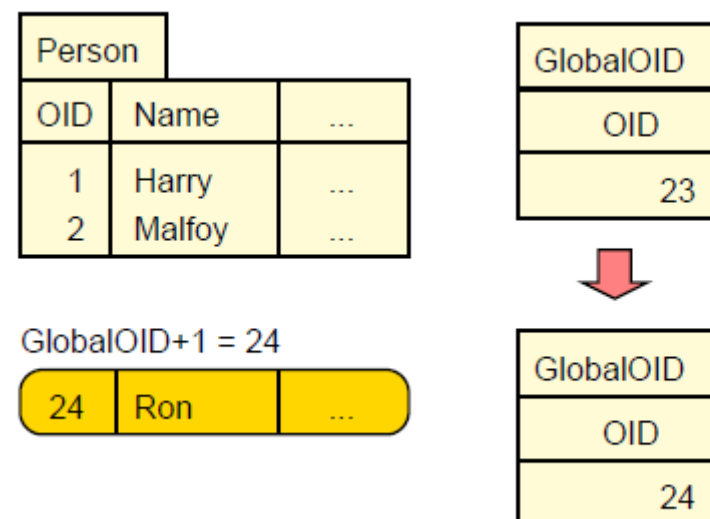 Person
OID Name ...
1 Harry ...
2 Malfoy ...
GlobalOID+1 = 24
24 Ron ...
GlobalOID
OID
23
GlobalOID
OID
24